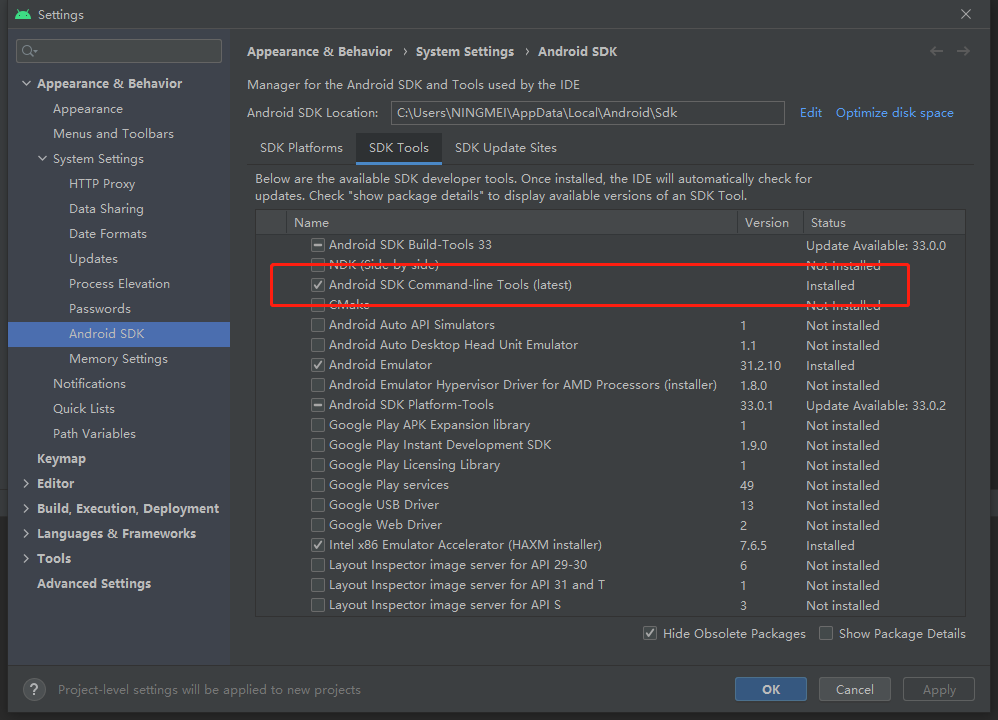 Settings
Appearance & Behavior
Appearance
Menus and Toolbars
System Settings
HTTP Proxy
Data Sharing
Date Formats
Updates
Process Elevation
Passwords
Android SDK
Memory Settings
Notifications
Quick Lists
Path Variables
Keymap
Editor
Build, Execution, Deployment
Languages & Frameworks
Tools
Advanced Settings
Appearance & Behavior › System Settings › Android SDK
Manager for the Android SDK and Tools used by the IDE
Android SDK Location: C:\Users\NINGMEI\AppData\Local\Android\Sdk Edit Optimize disk space
SDK Platforms SDK Tools SDK Update Sites
Below are the available SDK developer tools. Once installed, the IDE will automatically check for
updates. Check "show package details" to display available versions of an SDK Tool.
Name Version Status
Android SDK Build-Tools 33 Update Available: 33.0.0
NDK (Side by side) Not Installed
Android SDK Command-line Tools (latest) Installed
CMake Not Installed
Android Auto API Simulators 1 Not installed
Android Auto Desktop Head Unit Emulator 1.1 Not installed
Android Emulator 31.2.10 Installed
Android Emulator Hypervisor Driver for AMD Processors (installer) 1.8.0 Not installed
Android SDK Platform-Tools 33.0.1 Update Available: 33.0.2
Google Play APK Expansion library 1 Not installed
Google Play Instant Development SDK 1.9.0 Not installed
Google Play Licensing Library 1 Not installed
Google Play services 49 Not installed
Google USB Driver 13 Not installed
Google Web Driver 2 Not installed
Intel x86 Emulator Accelerator (HAXM installer) 7.6.5 Installed
Layout Inspector image server for API 29-30 6 Not installed
Layout Inspector image server for API 31 and T 1 Not installed
Layout Inspector image server for API S 3 Not installed
Hide Obsolete Packages Show Package Details
? Project-level settings will be applied to new projects
OK Cancel Apply